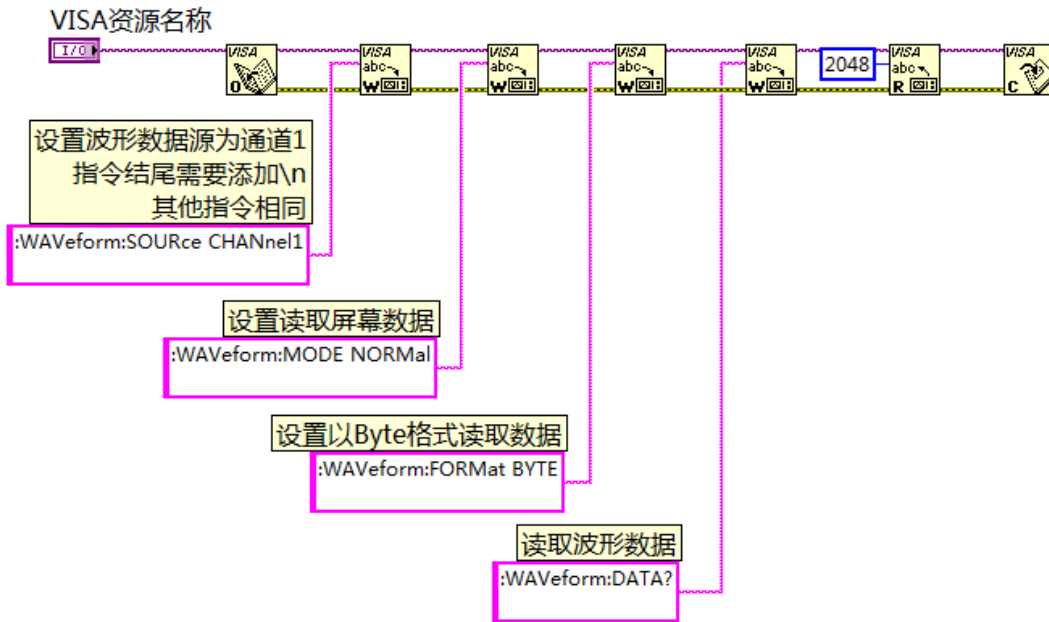 VISA资源名称
I/O
VISA
O
VISA
abc
W
VISA
abc
W
VISA
abc
W
VISA
abc
W
2048
VISA
abc
R
VISA
C
设置波形数据源为通道1
指令结尾需要添加\n
其他指令相同
:WAVeform:SOURce CHANnel1
设置读取屏幕数据
:WAVeform:MODE NORMal
设置以Byte格式读取数据
:WAVeform:FORMat BYTE
读取波形数据
:WAVeform:DATA?